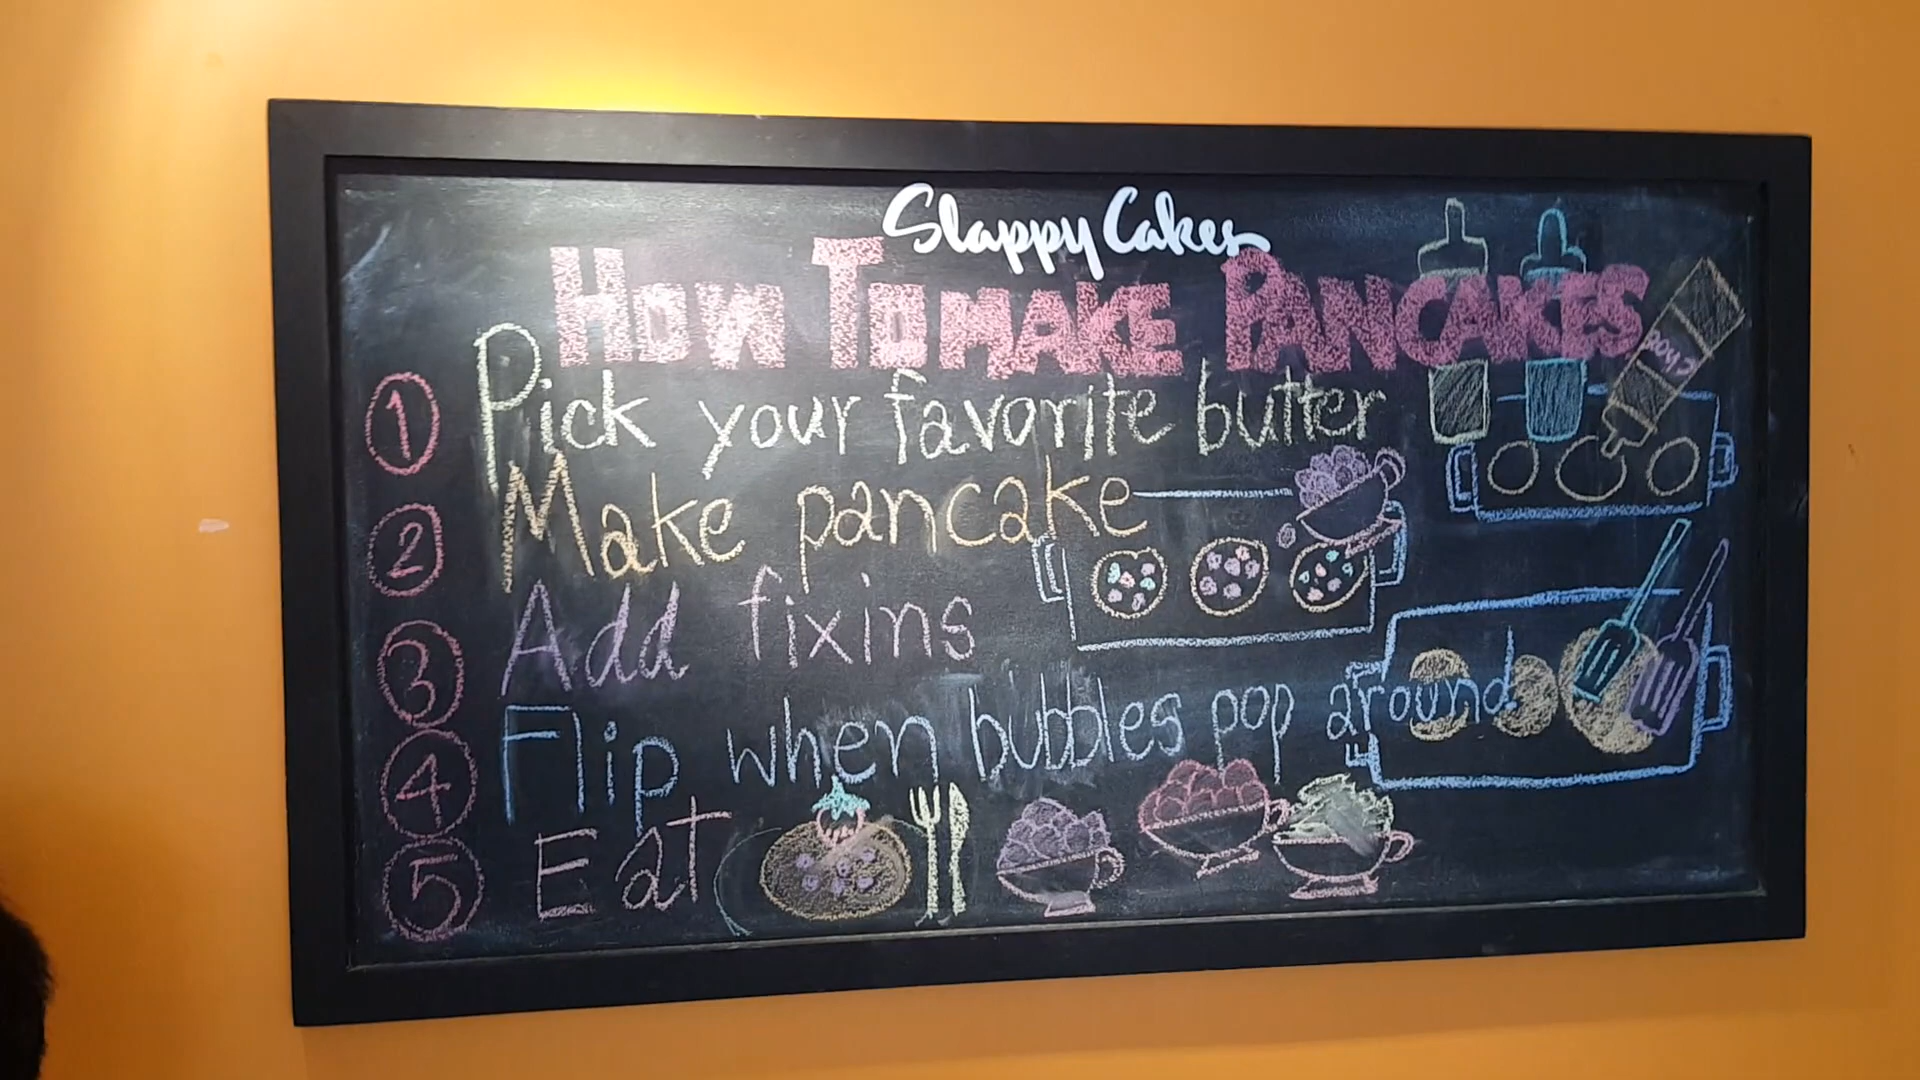 Slappy Cakes
HOW TO MAKE PANCAKES
1 Pick your favorite butter
2 Make pancake
3 Add fixins
4 Flip when bubbles pop around!
5 Eat